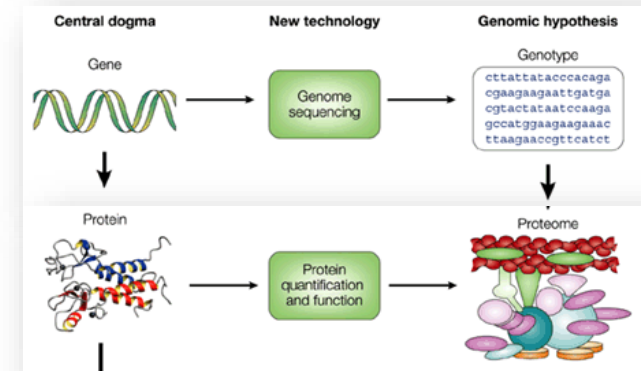 Central dogma
New technology
Genomic hypothesis
Gene
Genome
sequencing
Genotype
cttattatacccacaga
cgaagaagaattgatga
cgtactataatccaaga
gccatggaagaagaaac
ttaagaaccgttcatct
Protein
Protein
quantification
and function
Proteome